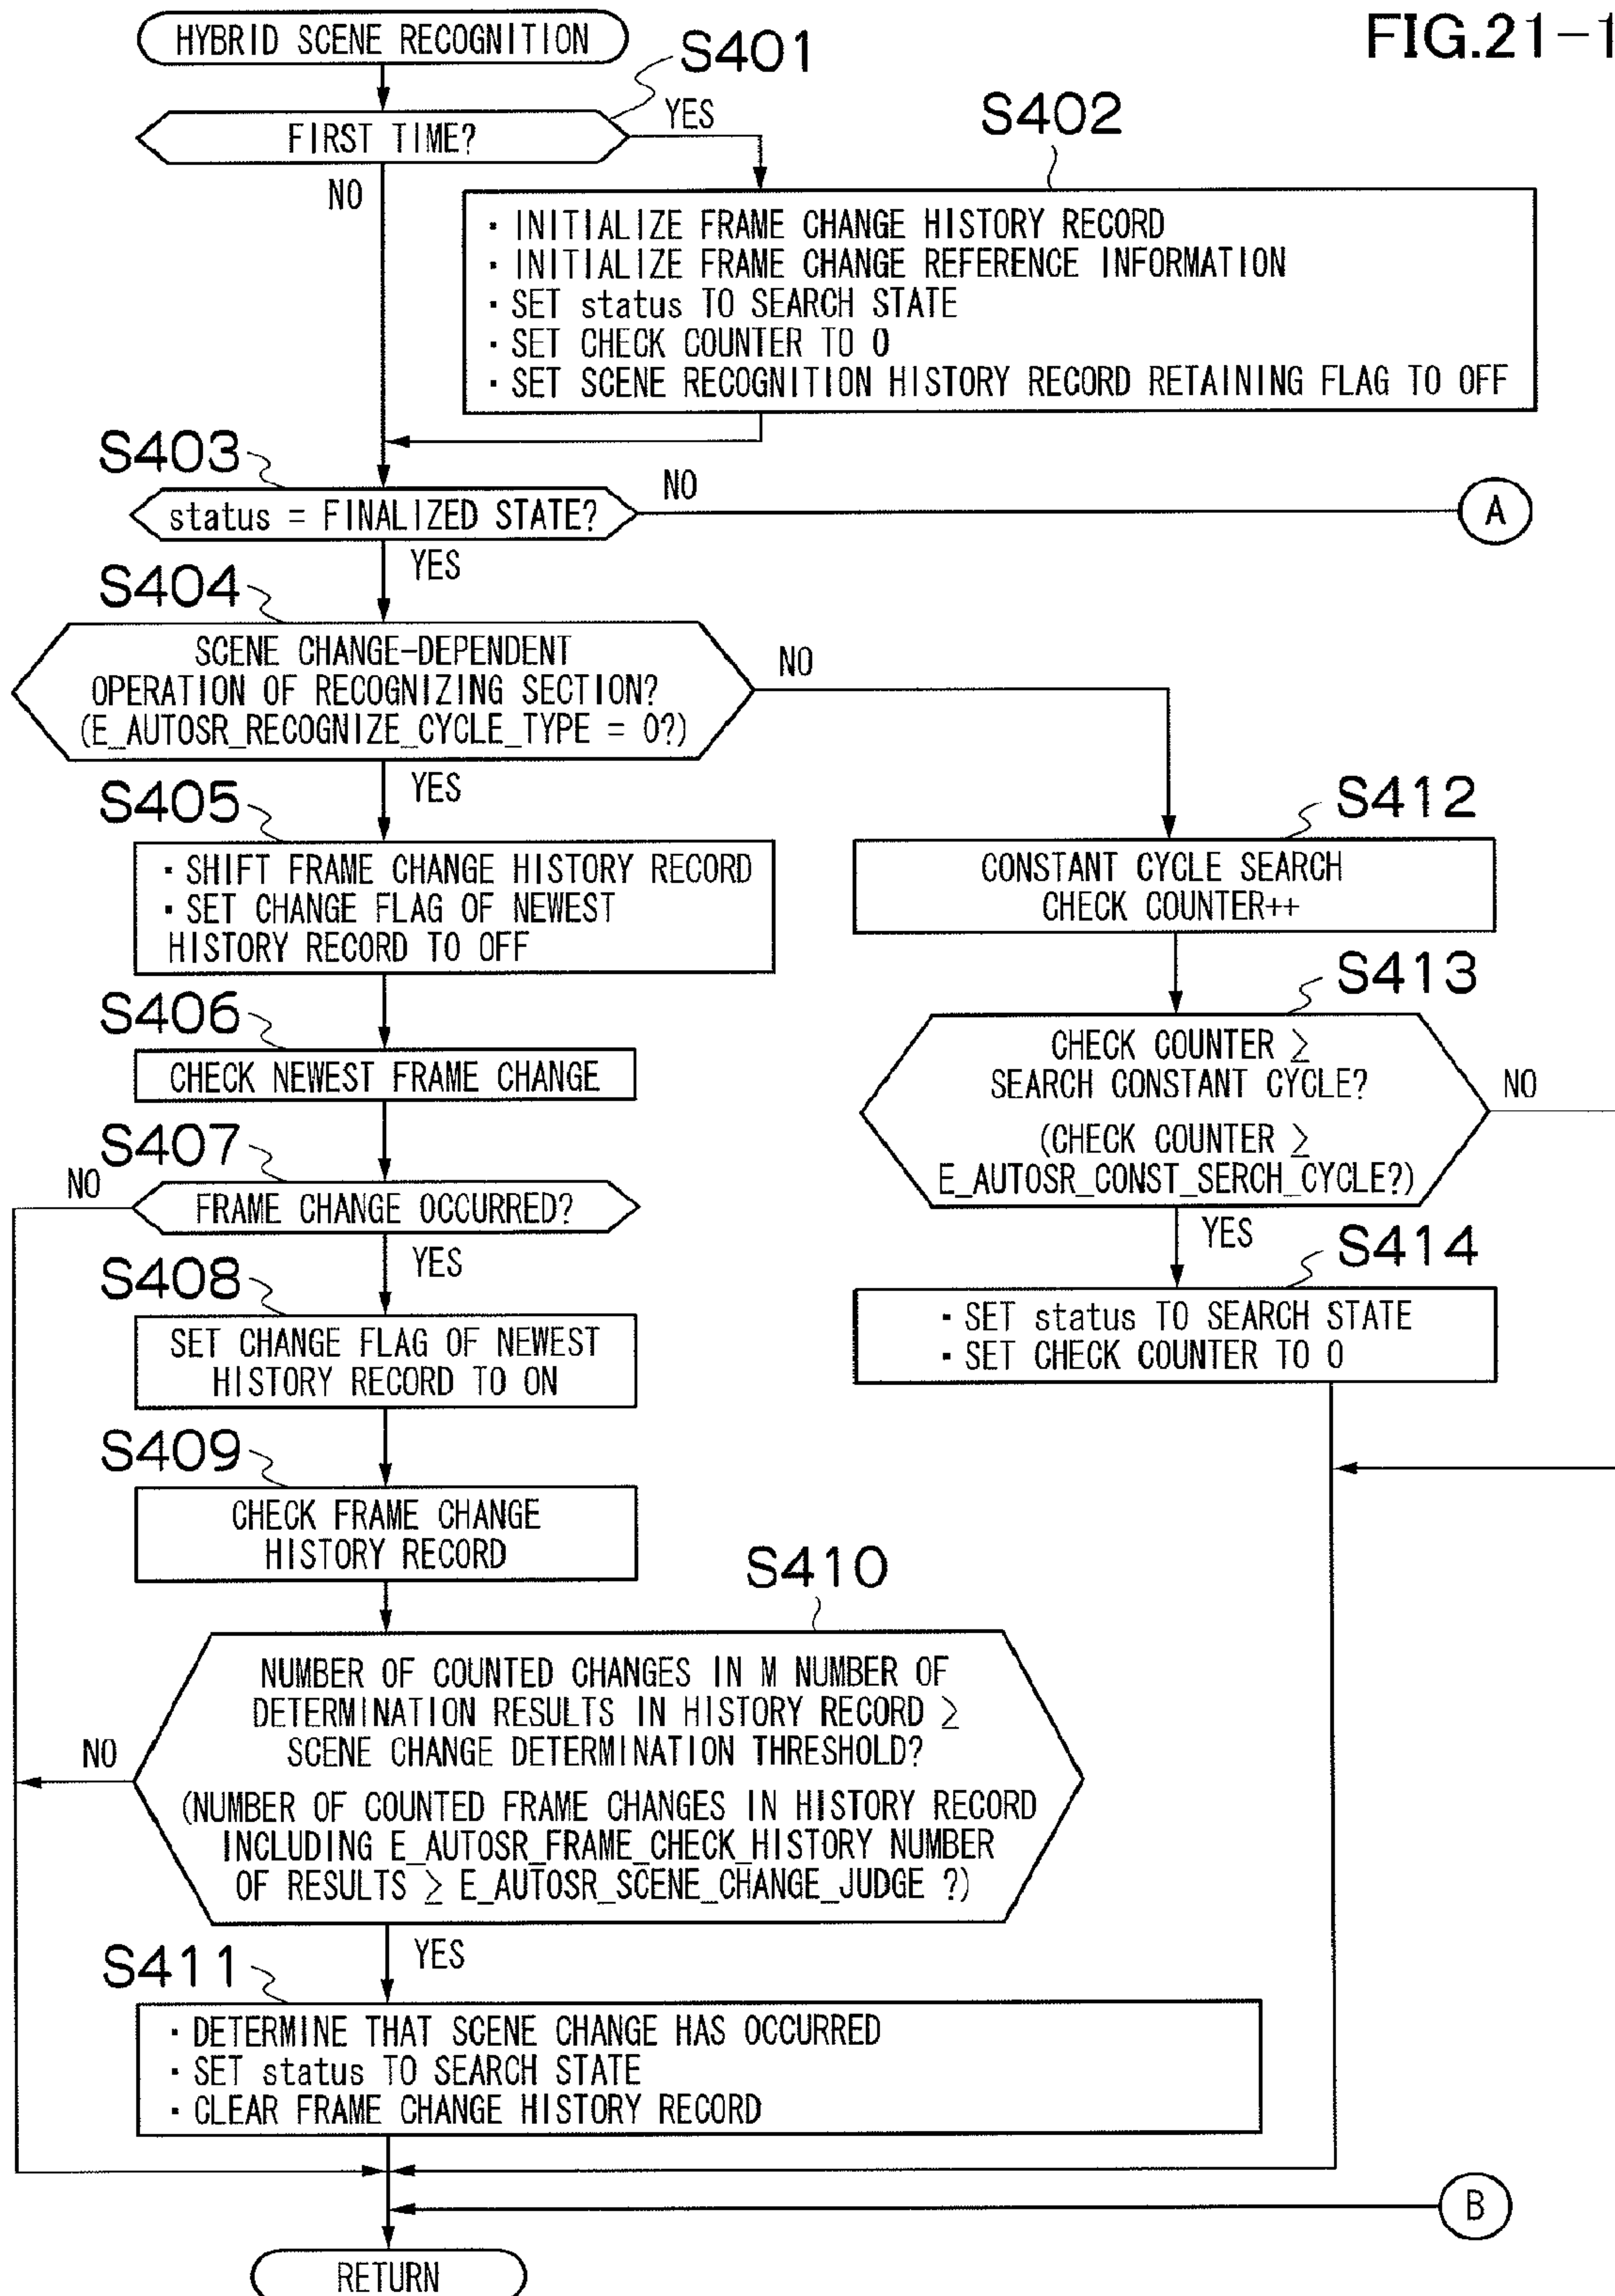 FIG.21-1
HYBRID SCENE RECOGNITION
S401
FIRST TIME?
YES
NO
S402
· INITIALIZE FRAME CHANGE HISTORY RECORD
· INITIALIZE FRAME CHANGE REFERENCE INFORMATION
· SET status TO SEARCH STATE
· SET CHECK COUNTER TO 0
· SET SCENE RECOGNITION HISTORY RECORD RETAINING FLAG TO OFF
S403
status = FINALIZED STATE?
NO
A
YES
S404
SCENE CHANGE-DEPENDENT
OPERATION OF RECOGNIZING SECTION?
(E_AUTOSR_RECOGNIZE_CYCLE_TYPE = 0?)
NO
YES
S405
· SHIFT FRAME CHANGE HISTORY RECORD
· SET CHANGE FLAG OF NEWEST
HISTORY RECORD TO OFF
S406
CHECK NEWEST FRAME CHANGE
S407
NO
FRAME CHANGE OCCURRED?
YES
S408
SET CHANGE FLAG OF NEWEST
HISTORY RECORD TO ON
S409
CHECK FRAME CHANGE
HISTORY RECORD
S410
NUMBER OF COUNTED CHANGES IN M NUMBER OF
DETERMINATION RESULTS IN HISTORY RECORD ≥
SCENE CHANGE DETERMINATION THRESHOLD?
(NUMBER OF COUNTED FRAME CHANGES IN HISTORY RECORD
INCLUDING E_AUTOSR_FRAME_CHECK_HISTORY NUMBER
OF RESULTS ≥ E_AUTOSR_SCENE_CHANGE_JUDGE ?)
NO
YES
S411
· DETERMINE THAT SCENE CHANGE HAS OCCURRED
· SET status TO SEARCH STATE
· CLEAR FRAME CHANGE HISTORY RECORD
S412
CONSTANT CYCLE SEARCH
CHECK COUNTER++
S413
CHECK COUNTER ≥
SEARCH CONSTANT CYCLE?
(CHECK COUNTER ≥
E_AUTOSR_CONST_SERCH_CYCLE?)
NO
YES
S414
· SET status TO SEARCH STATE
· SET CHECK COUNTER TO 0
B
RETURN